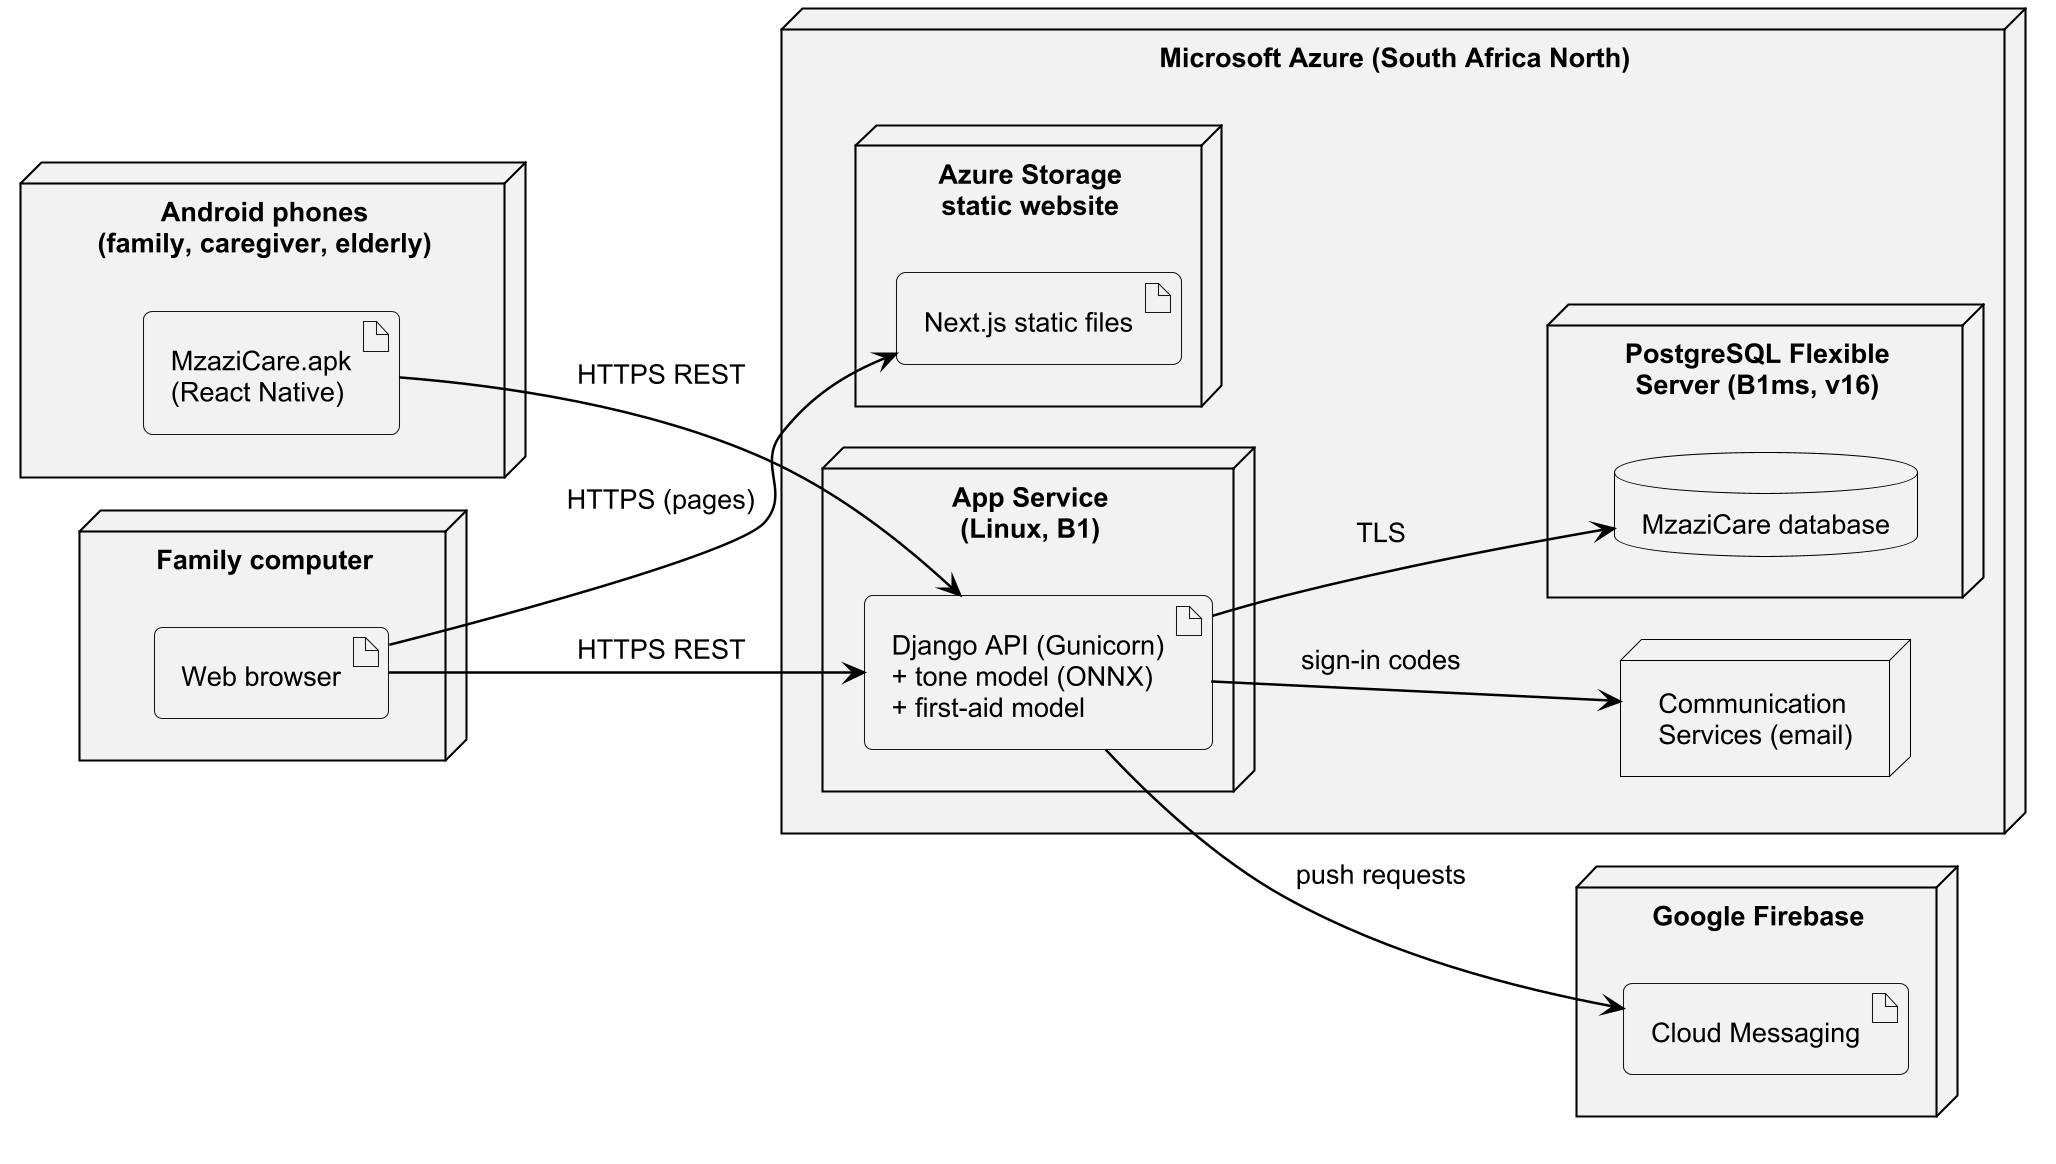 Microsoft Azure (South Africa North)
Azure Storage
static website
Next.js static files
Android phones
(family, caregiver, elderly)
MzaziCare.apk
(React Native)
HTTPS REST
HTTPS (pages)
Family computer
Web browser
HTTPS REST
App Service
(Linux, B1)
Django API (Gunicorn)
+ tone model (ONNX)
+ first-aid model
TLS
PostgreSQL Flexible
Server (B1ms, v16)
MzaziCare database
sign-in codes
Communication
Services (email)
push requests
Google Firebase
Cloud Messaging